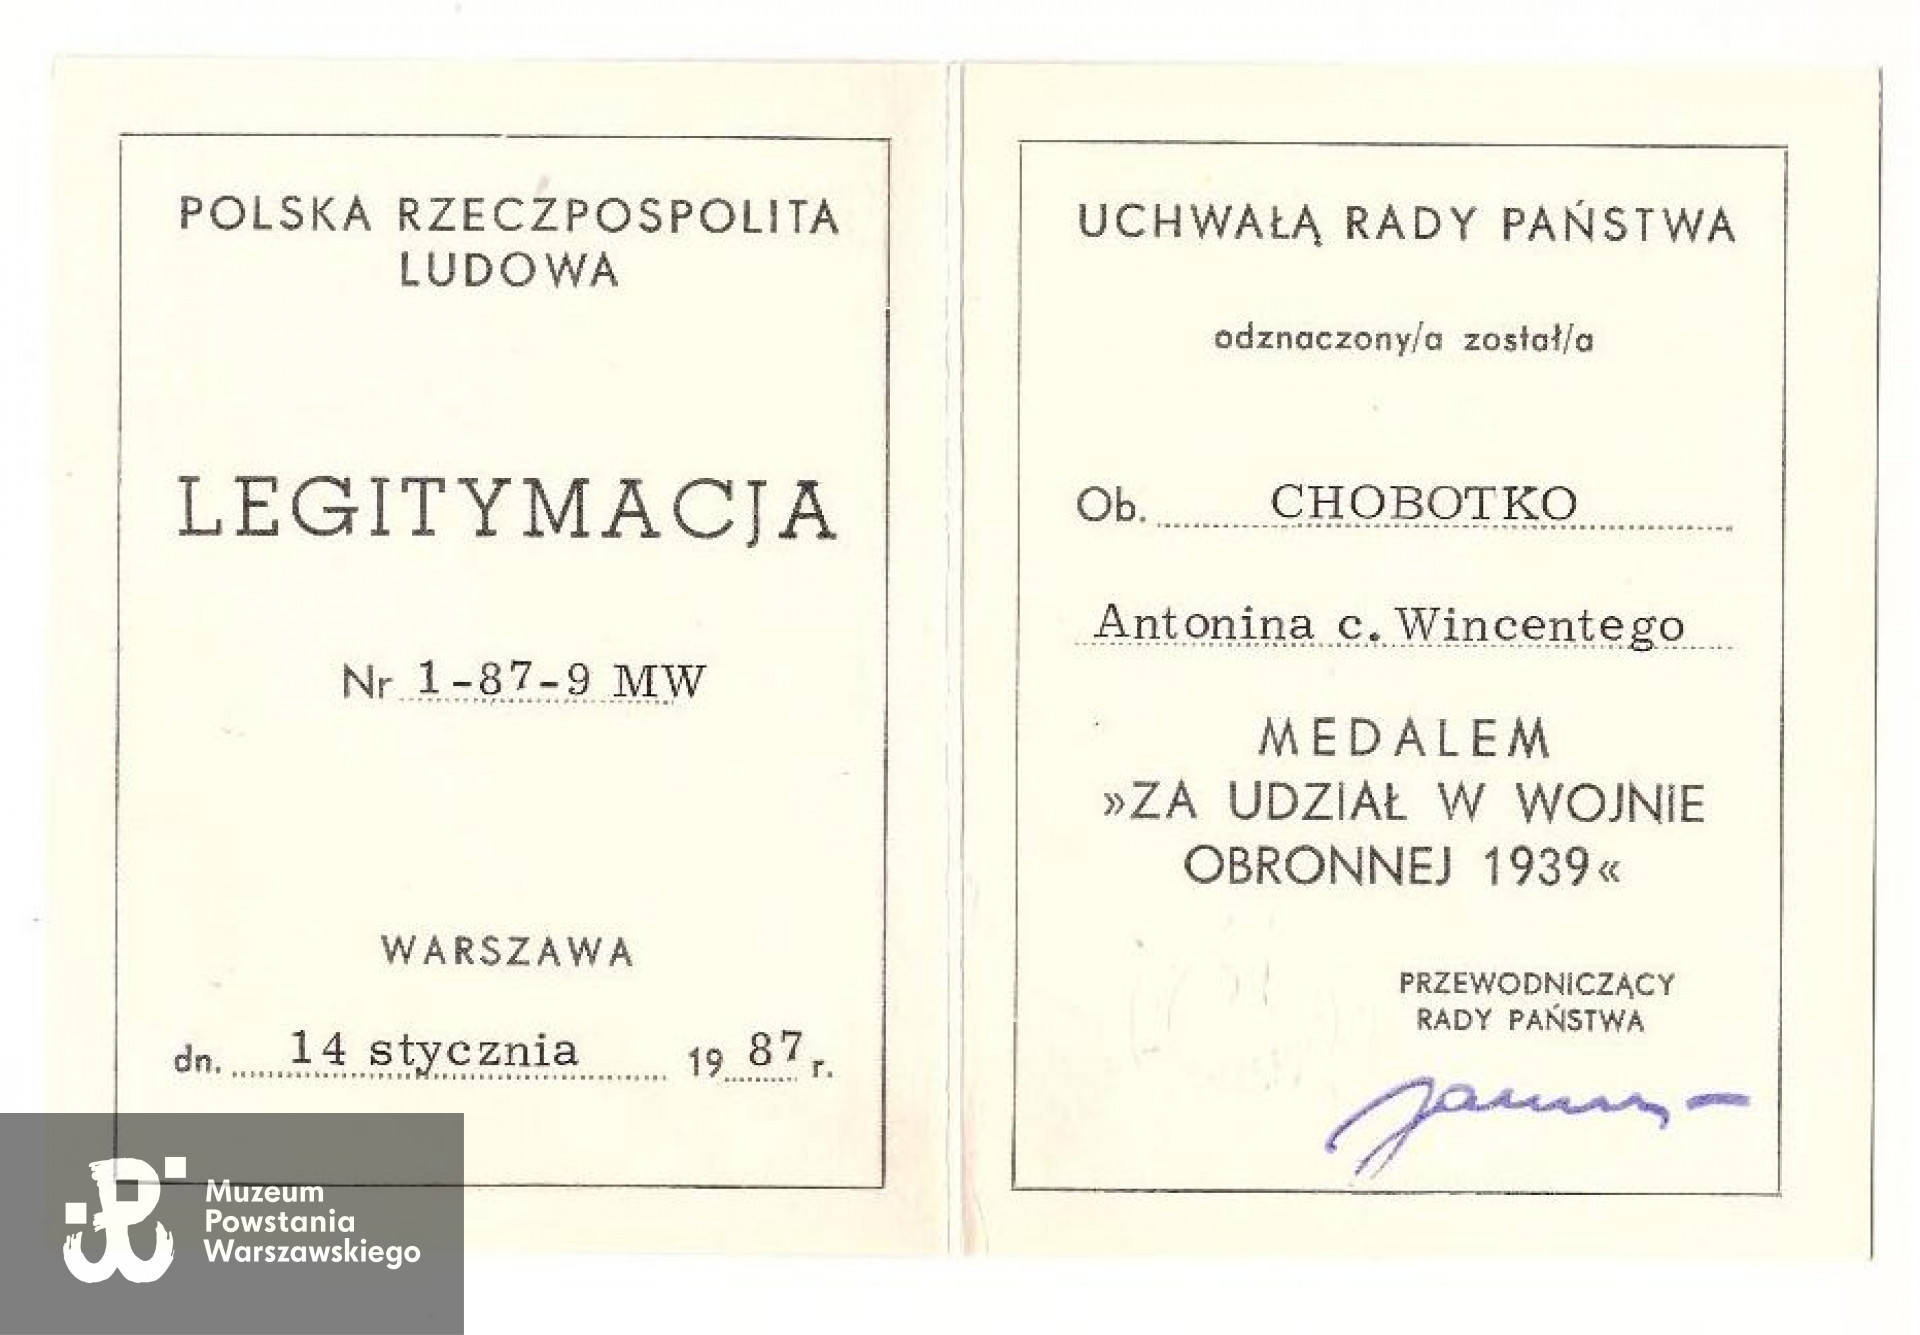 POLSKA RZECZPOSPOLITA
LUDOWA
LEGITYMACJA
Nr 1-87-9 MW
WARSZAWA
dn. 14 stycznia 1987 r.
UCHWAŁĄ RADY PAŃSTWA
odznaczony/a został/a
Ob. CHOBOTKO
Antonina c. Wincentego
MEDALEM
»ZA UDZIAŁ W WOJNIE
OBRONNEJ 1939«
PRZEWODNICZĄCY
RADY PAŃSTWA
Muzeum
Powstania
Warszawskiego